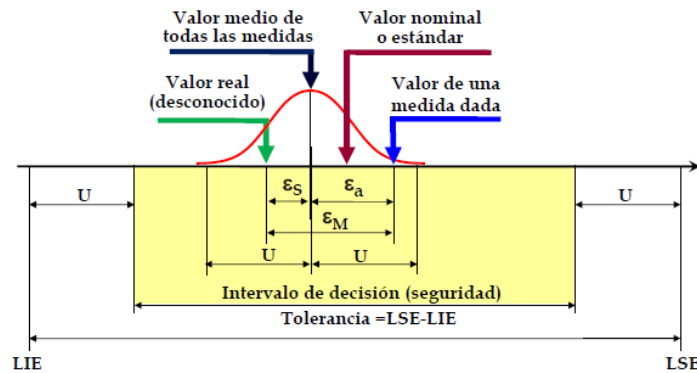 Valor medio de
todas las medidas
Valor nominal
o estándar
Valor real
(desconocido)
Valor de una
medida dada
U
εS
εa
U
εM
U
U
Intervalo de decisión (seguridad)
Tolerancia =LSE-LIE
LIE
LSE